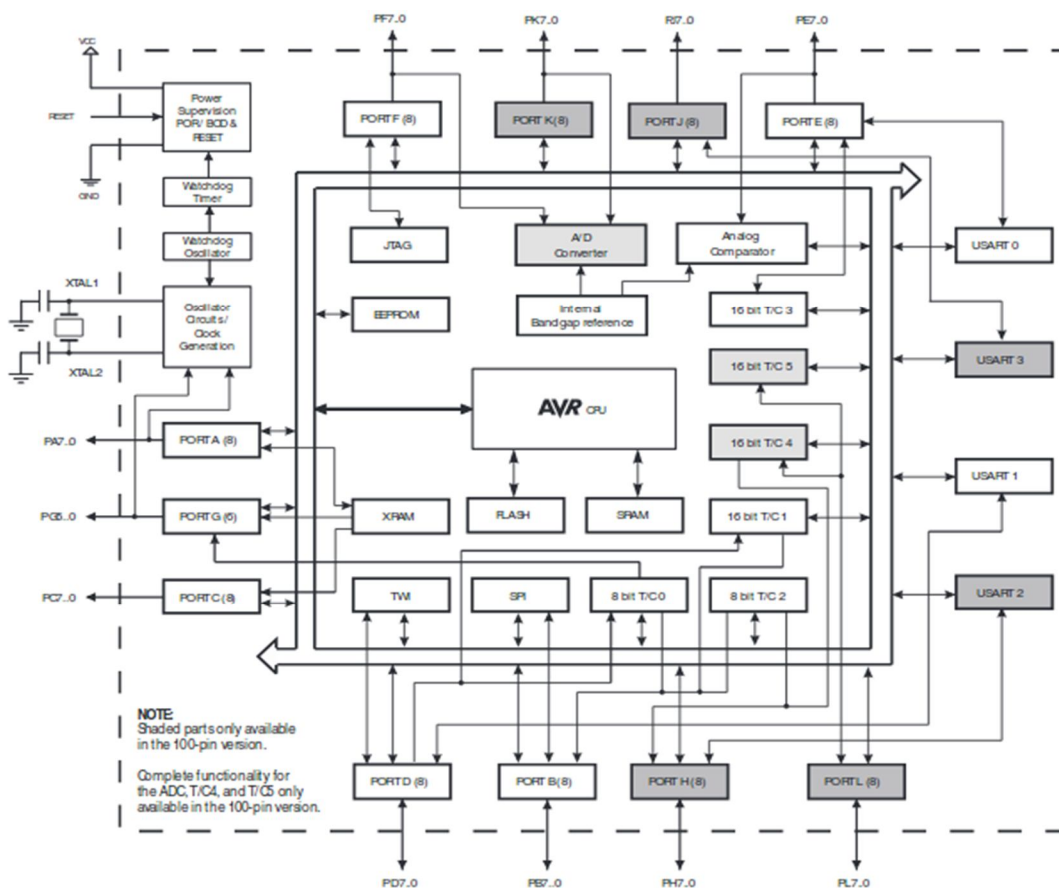 PF7..0
PK7..0
PJ7..0
PE7..0
VCC
RESET
GND
Power
Supervision
POR/ BOD &
RESET
PORT F (8)
PORT K (8)
PORT J (8)
PORT E (8)
Watchdog
Timer
Watchdog
Oscillator
JTAG
A/D
Converter
Analog
Comparator
USART 0
XTAL1
Oscillator
Circuits /
Clock
Generation
XTAL2
EEPROM
Internal
Bandgap reference
16 bit T/C 3
USART 3
16 bit T/C 5
AVR CPU
PA7..0
PORT A (8)
16 bit T/C 4
USART 1
PG5..0
PORT G (6)
XRAM
FLASH
SRAM
16 bit T/C 1
PC7..0
PORT C (8)
TWI
SPI
8 bit T/C 0
8 bit T/C 2
USART 2
NOTE:
Shaded parts only available
in the 100-pin version.
Complete functionality for
the ADC, T/C4, and T/C5 only
available in the 100-pin version.
PORT D (8)
PORT B (8)
PORT H (8)
PORT L (8)
PD7..0
PB7..0
PH7..0
PL7..0